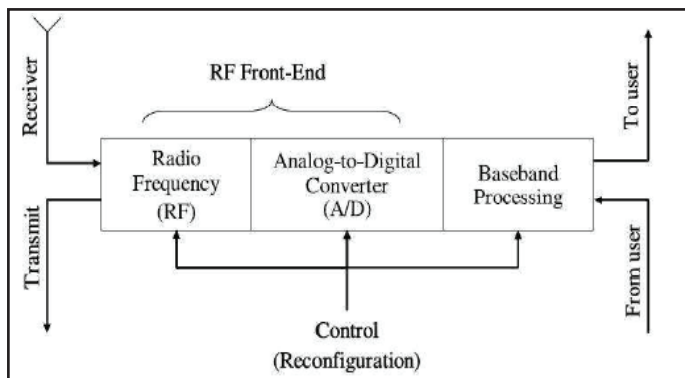 RF Front-End
Receiver
Transmit
Radio
Frequency
(RF)
Analog-to-Digital
Converter
(A/D)
Baseband
Processing
To user
From user
Control
(Reconfiguration)